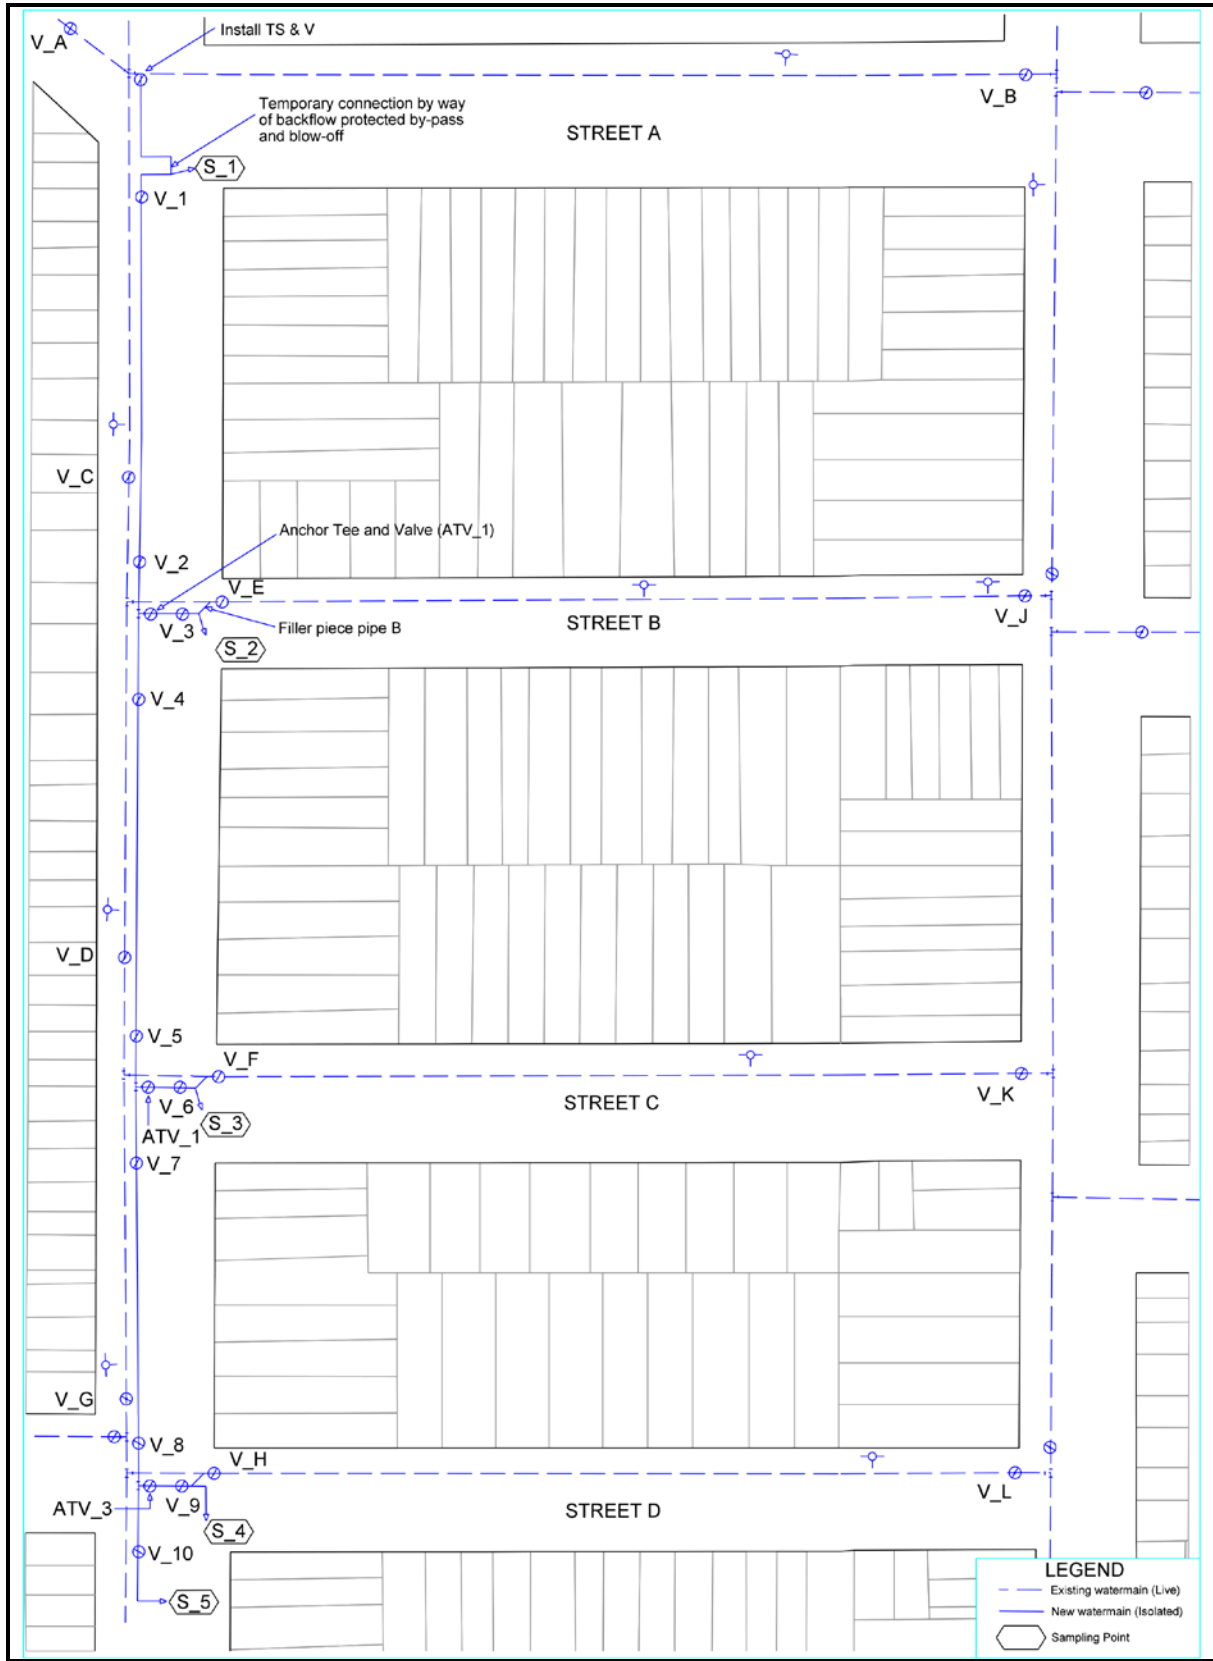 Install TS & V
V_A
V_B
Temporary connection by way
of backflow protected by-pass
and blow-off
STREET A
S_1
V_1
V_C
Anchor Tee and Valve (ATV_1)
V_2
V_E
V_J
V_3
Filler piece pipe B
STREET B
S_2
V_4
V_D
V_5
V_F
V_K
V_6
STREET C
S_3
ATV_1
V_7
V_G
V_8
V_H
V_L
ATV_3
V_9
STREET D
S_4
V_10
S_5
LEGEND
Existing watermain (Live)
New watermain (Isolated)
Sampling Point